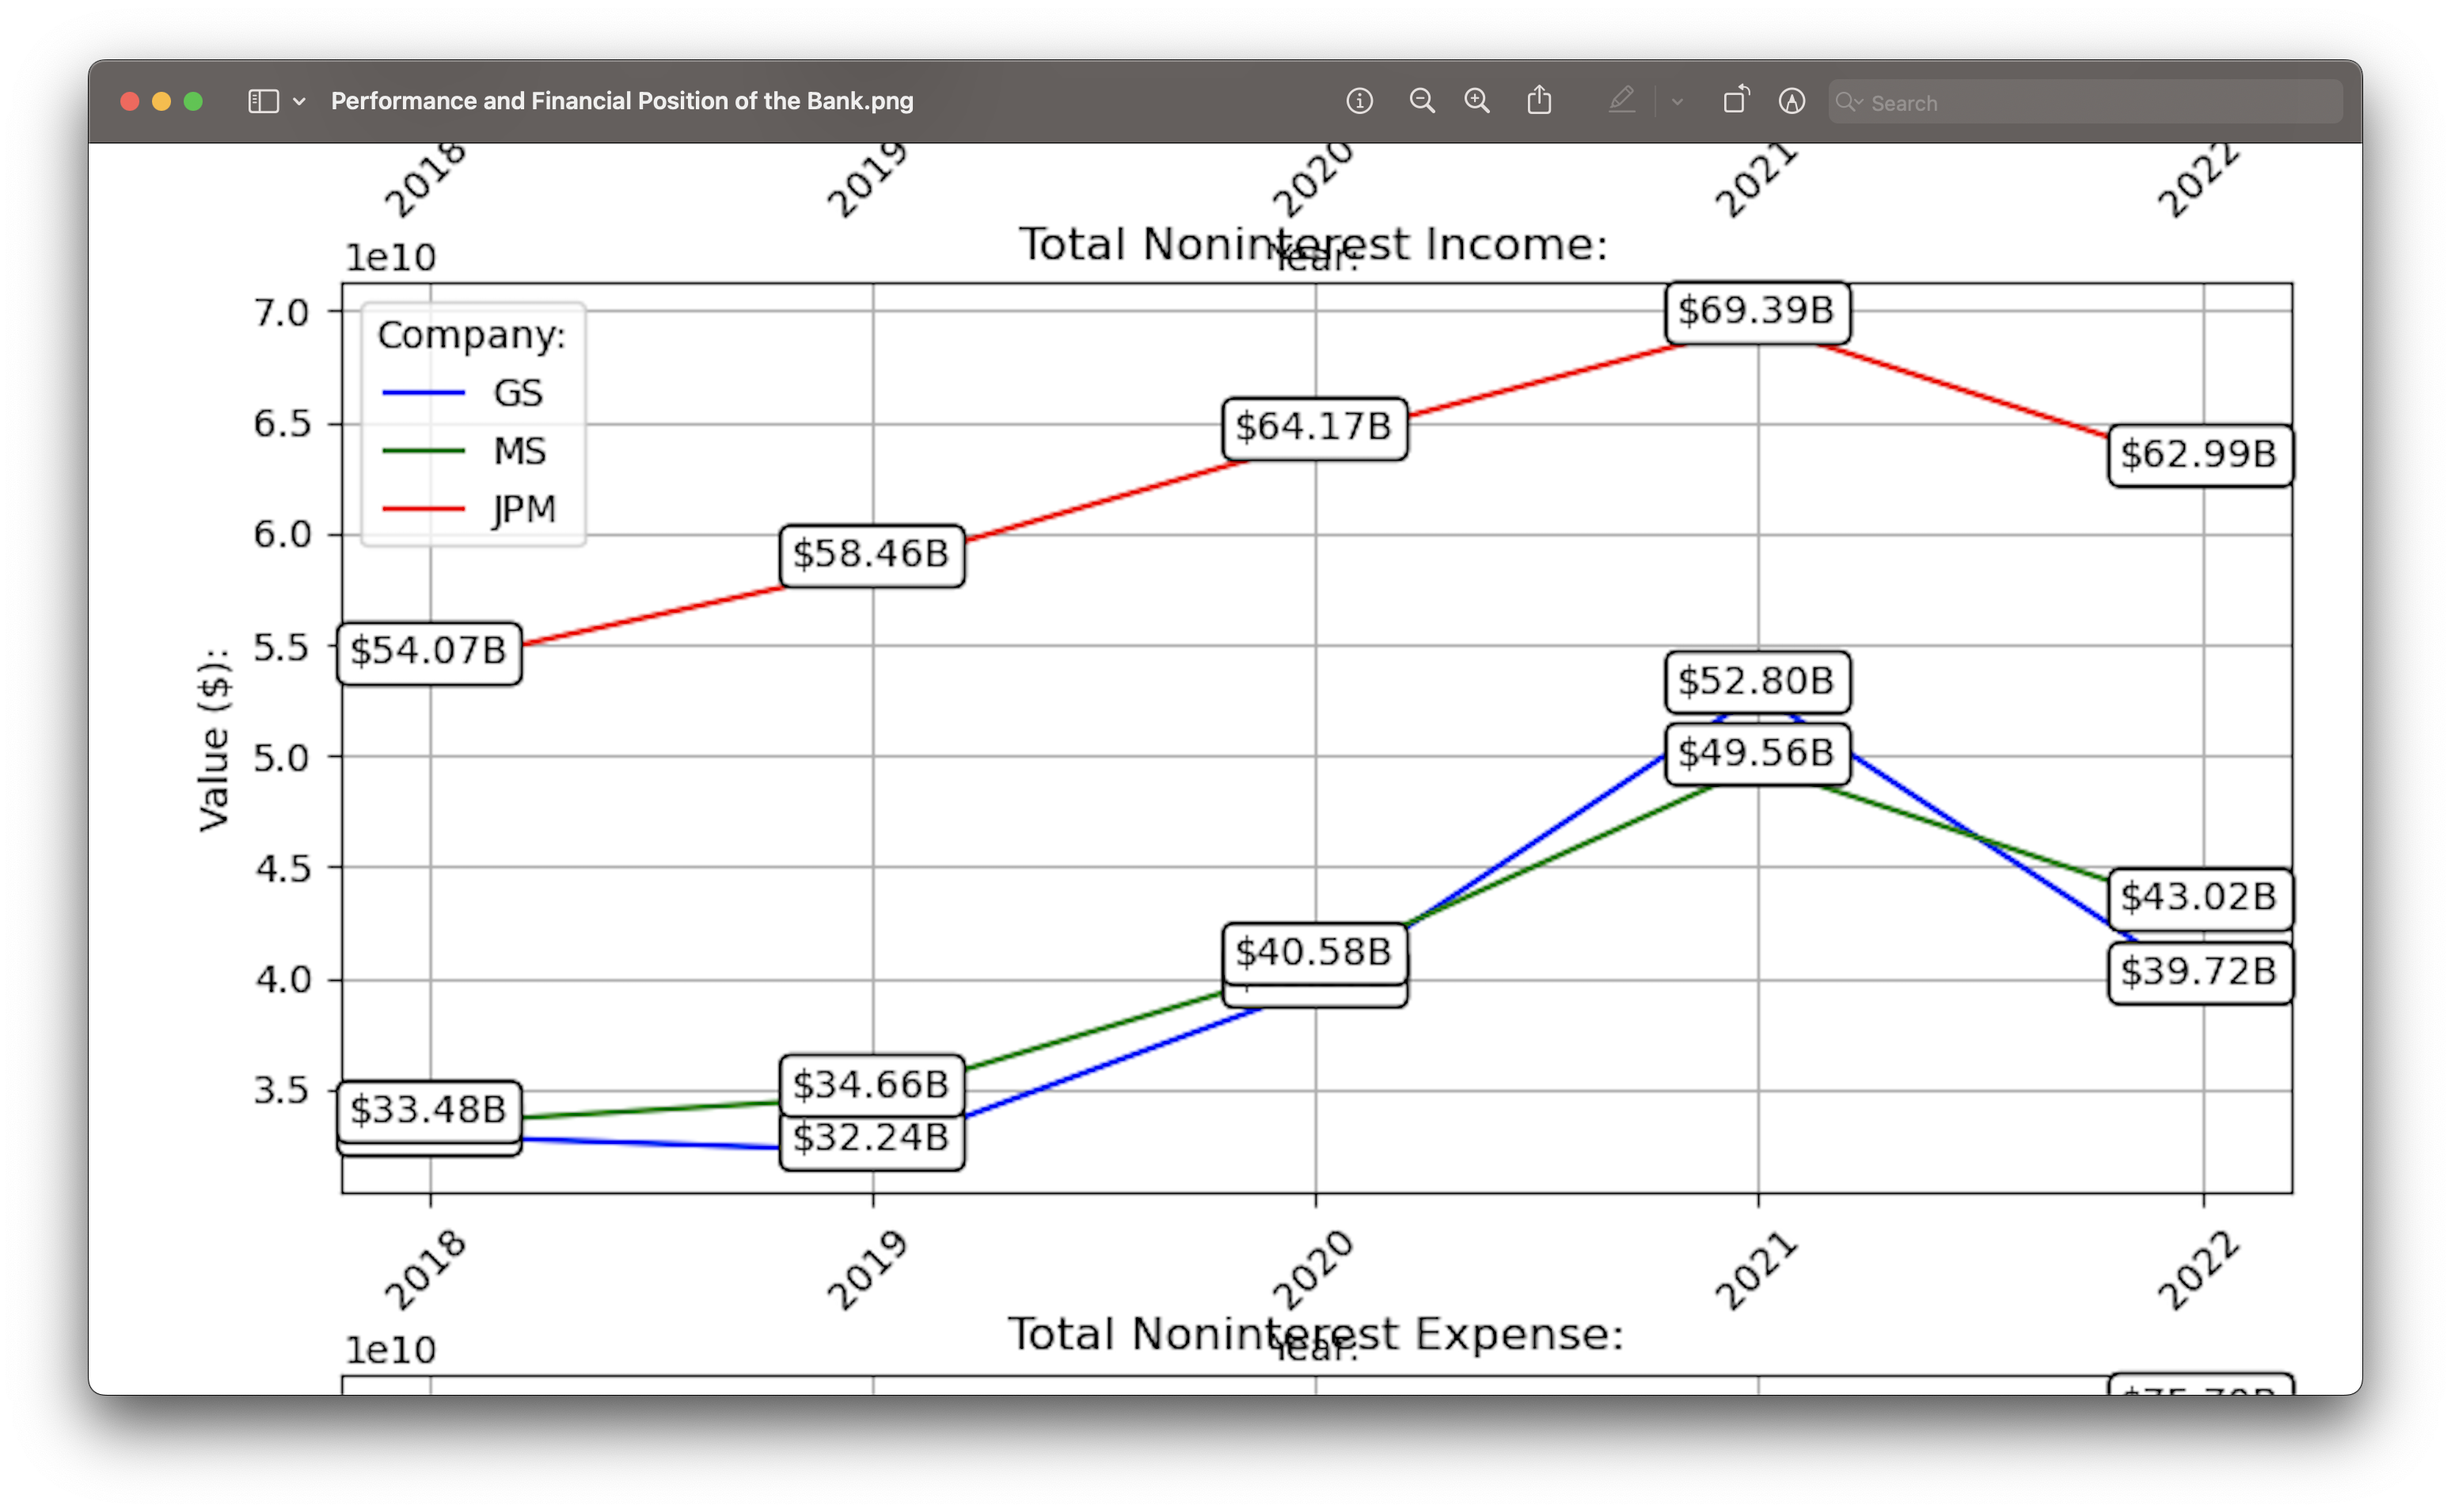 Performance and Financial Position of the Bank.png
Search
2018 2019 2020 2021 2022
Year:
Total Noninterest Income:
1e10
Company:
GS
MS
JPM
Value ($):
7.0
6.5
6.0
5.5
5.0
4.5
4.0
3.5
$54.07B
$58.46B
$64.17B
$69.39B
$62.99B
$52.80B
$49.56B
$43.02B
$39.72B
$40.58B
$34.66B
$32.24B
$33.48B
2018 2019 2020 2021 2022
Year:
Total Noninterest Expense:
1e10